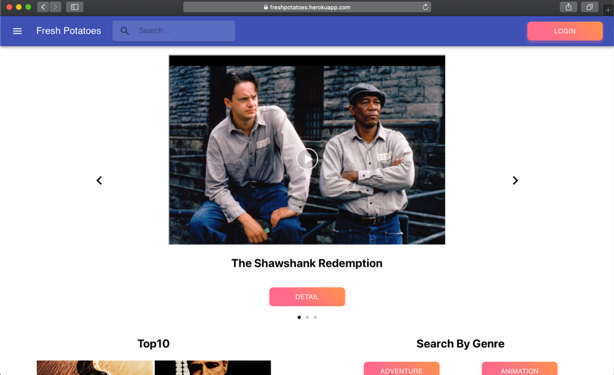 freshpotatoes.herokuapp.com
Fresh Potatoes
Search...
LOGIN
The Shawshank Redemption
DETAIL
Top10
Search By Genre
ADVENTURE
ANIMATION